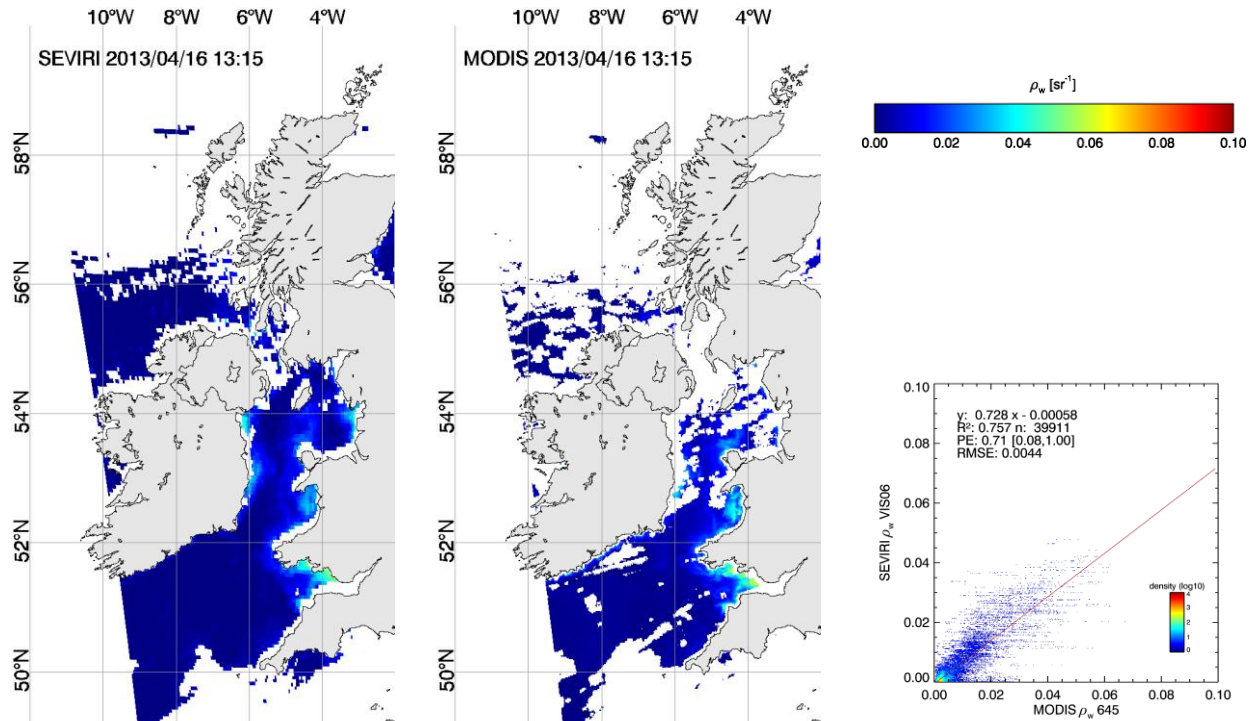 10°W 8°W 6°W 4°W
SEVIRI 2013/04/16 13:15
58°N
56°N
54°N
52°N
50°N
10°W 8°W 6°W 4°W
MODIS 2013/04/16 13:15
58°N
56°N
54°N
52°N
50°N
ρw [sr⁻¹]
0.00 0.02 0.04 0.06 0.08 0.10
0.10
0.08
0.06
0.04
0.02
0.00
SEVIRI ρw VIS06
y: 0.728 x - 0.00058
R²: 0.757 n: 39911
PE: 0.71 [0.08,1.00]
RMSE: 0.0044
density (log10)
4
3
2
1
0
0.00 0.02 0.04 0.06 0.08 0.10
MODIS ρw 645